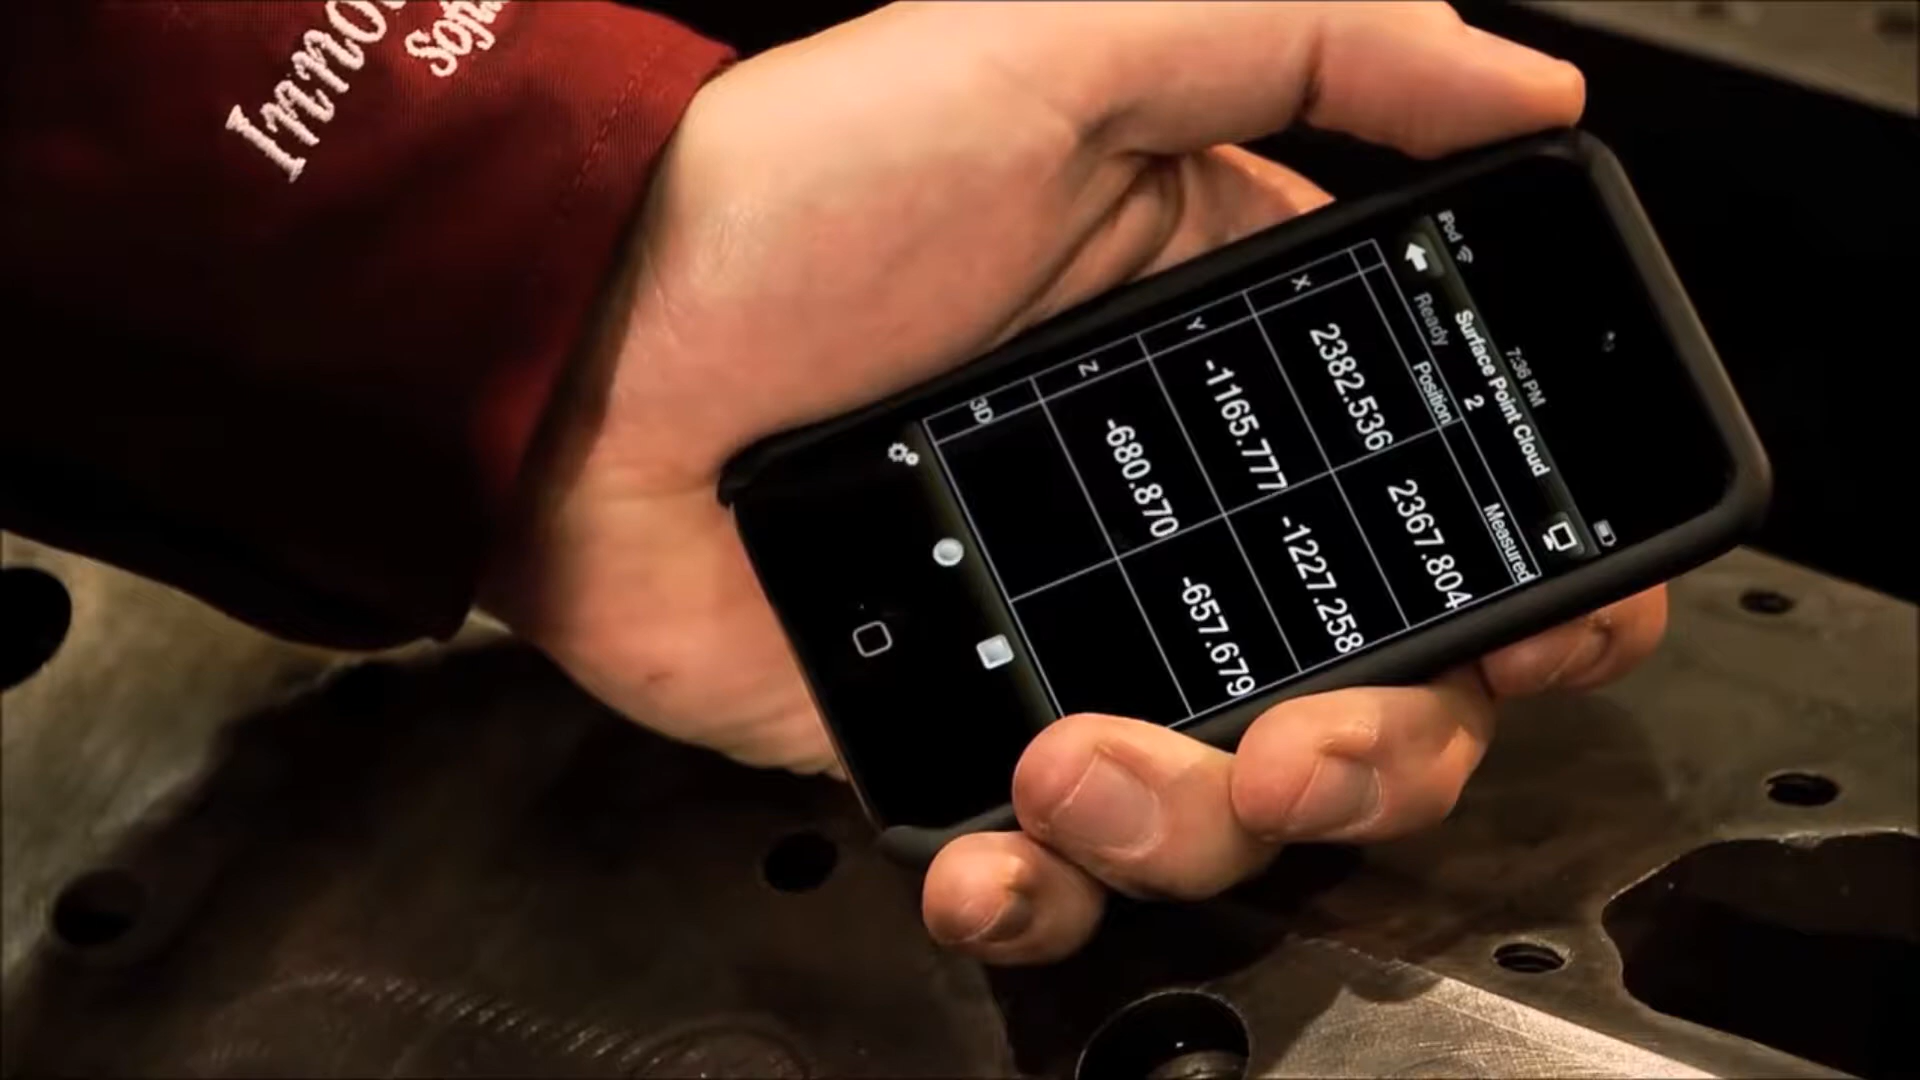 Inno
Sof
iPod 7:36 PM
Surface Point Cloud
2
Ready
Position Measured
X 2382.536 2367.804
Y -1165.777 -1227.258
Z -680.870 -657.679
3D